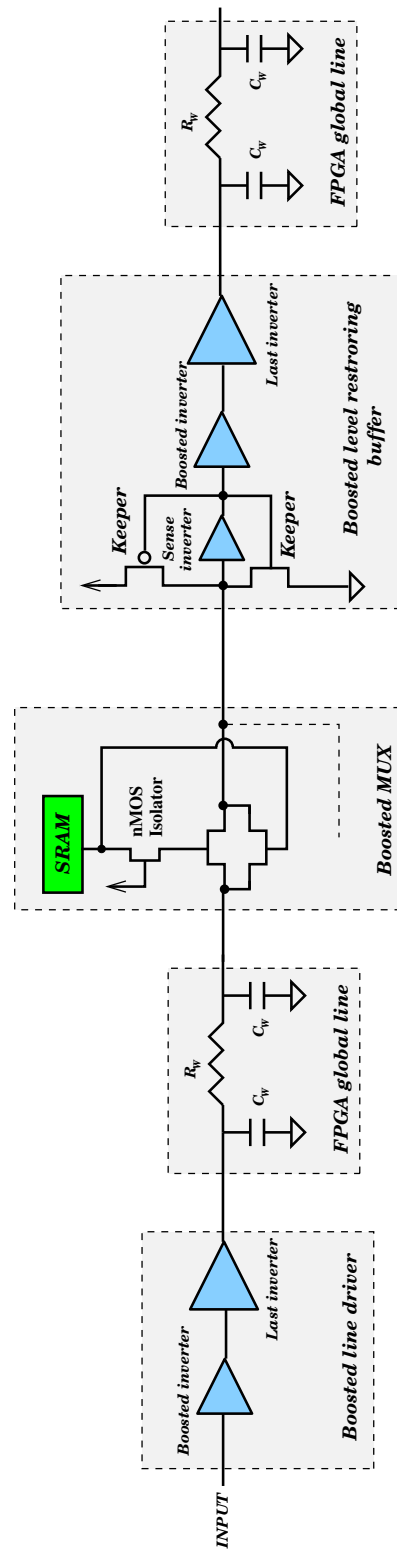 INPUT
Boosted inverter
Last inverter
Boosted line driver
R_W
C_W
C_W
FPGA global line
SRAM
nMOS
Isolator
Boosted MUX
Keeper
Sense
inverter
Keeper
Boosted inverter
Last inverter
Boosted level restroring
buffer
R_W
C_W
C_W
FPGA global line